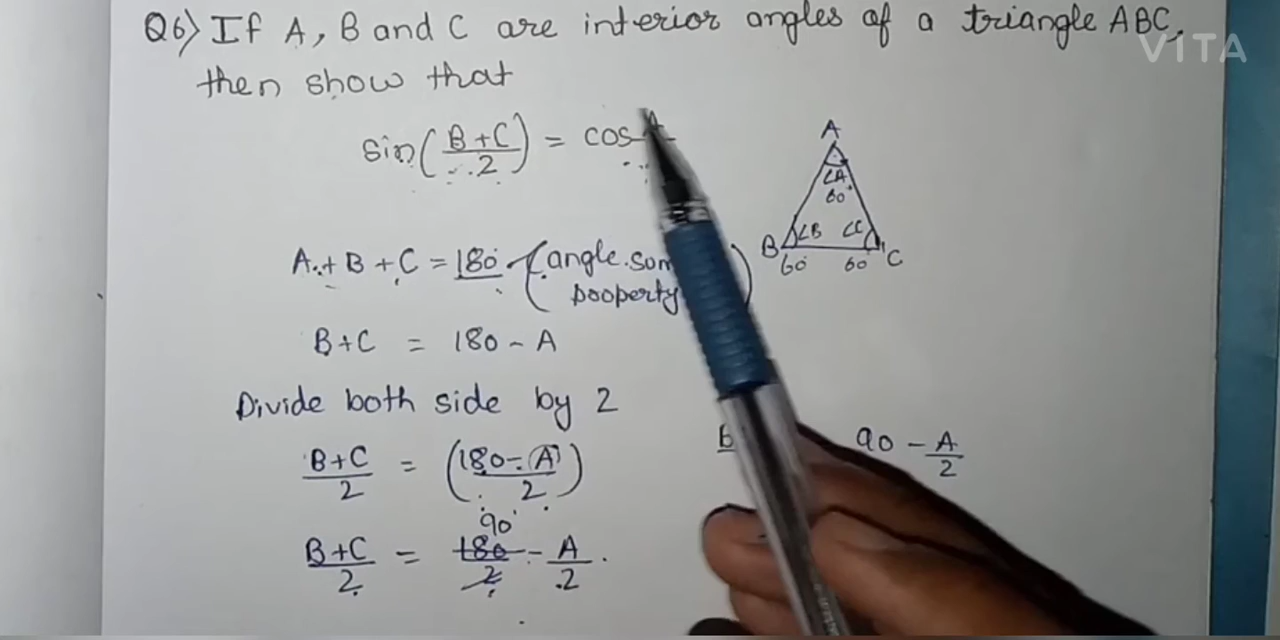 Q6) If A, B and C are interior angles of a triangle ABC,
VITA
then show that
sin(B+C/2) = cos A
A
∠A
60°
∠B ∠C
B C
60° 60°
A + B + C = 180° (angle sum
pooperty)
B+C = 180 - A
Divide both side by 2
B+C/2 = (180-A/2)
B 90 - A/2
90
B+C/2 = 180/2 - A/2 .